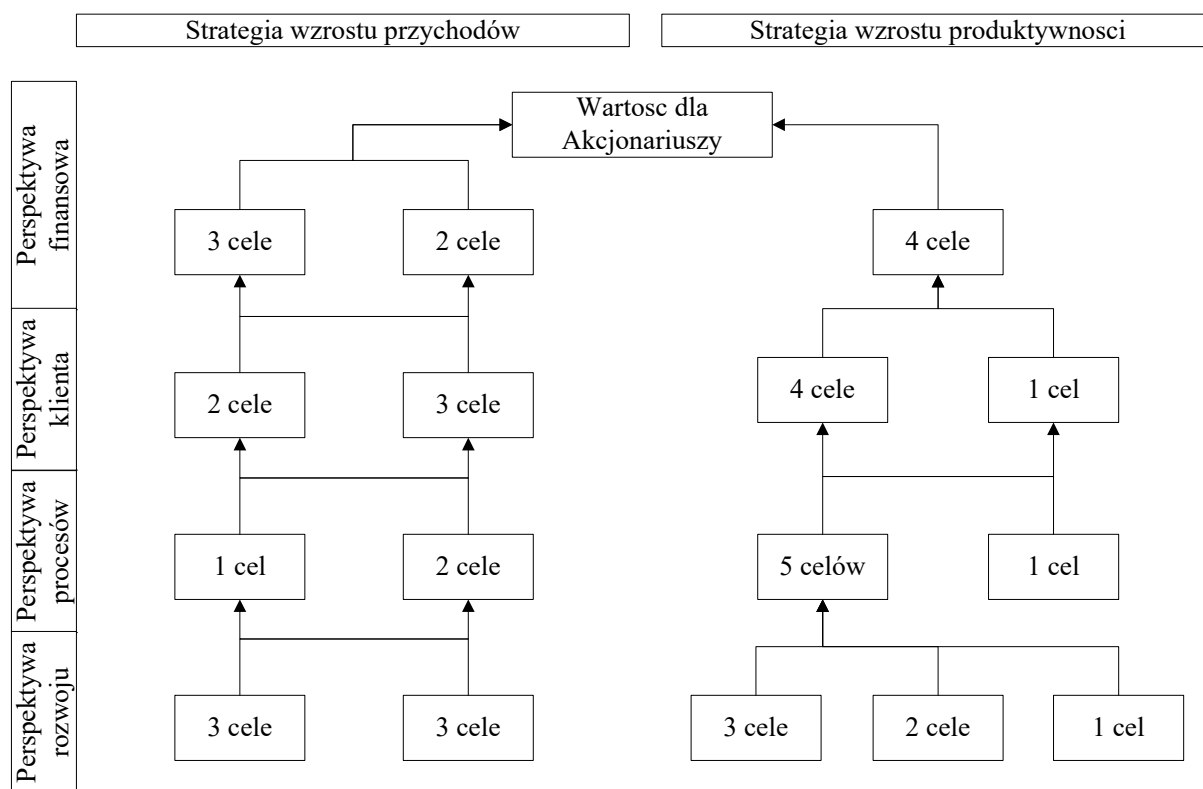 Strategia wzrostu przychodów
Strategia wzrostu produktywnosci
Perspektywa
finansowa
Wartosc dla
Akcjonariuszy
3 cele
2 cele
4 cele
Perspektywa
klienta
2 cele
3 cele
4 cele
1 cel
Perspektywa
procesów
1 cel
2 cele
5 celów
1 cel
Perspektywa
rozwoju
3 cele
3 cele
3 cele
2 cele
1 cel